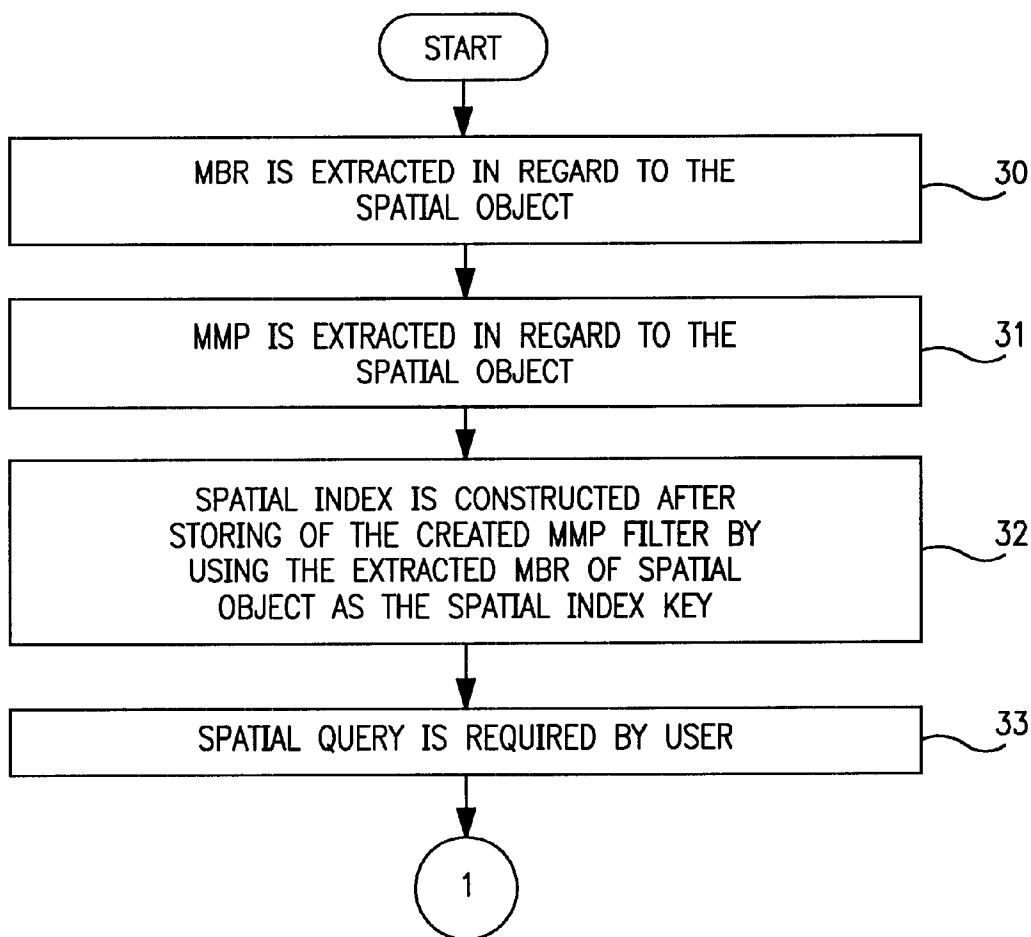 START
MBR IS EXTRACTED IN REGARD TO THE
SPATIAL OBJECT
30
MMP IS EXTRACTED IN REGARD TO THE
SPATIAL OBJECT
31
SPATIAL INDEX IS CONSTRUCTED AFTER
STORING OF THE CREATED MMP FILTER BY
USING THE EXTRACTED MBR OF SPATIAL
OBJECT AS THE SPATIAL INDEX KEY
32
SPATIAL QUERY IS REQUIRED BY USER
33
1